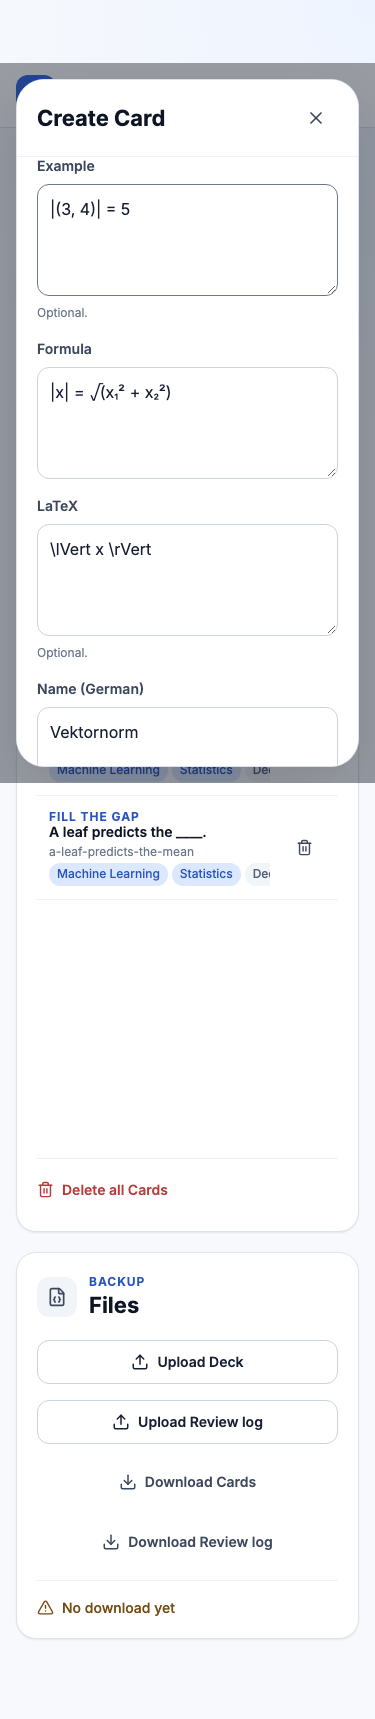 Create Card
Example
|(3, 4)| = 5
Optional.
Formula
|x| = √(x₁² + x₂²)
LaTeX
\lVert x \rVert
Optional.
Name (German)
Vektornorm
Machine Learning Statistics
FILL THE GAP
A leaf predicts the ____.
a-leaf-predicts-the-mean
Machine Learning Statistics
Delete all Cards
BACKUP
Files
Upload Deck
Upload Review log
Download Cards
Download Review log
No download yet